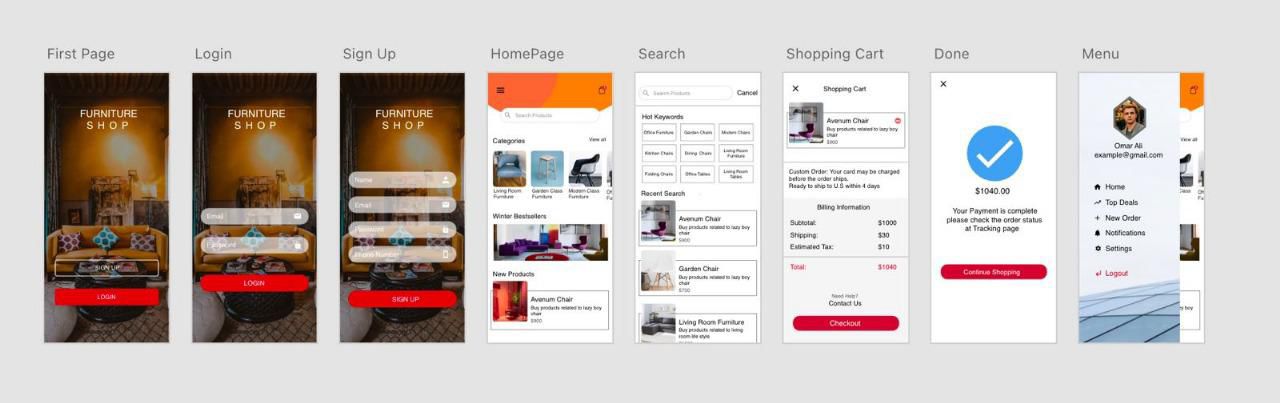 First Page
FURNITURE
SHOP
SIGN UP
LOGIN
Login
FURNITURE
SHOP
Email
Password
LOGIN
Sign Up
FURNITURE
SHOP
Name
Email
Password
Phone Number
SIGN UP
HomePage
Search Products
Categories
View all
Living Room
Furniture
Garden Class
Furniture
Modern Class
Furniture
Winter Bestsellers
New Products
Avenum Chair
Buy products related to lazy boy
chair
$900
Search
Search Products
Cancel
Hot Keywords
Office Furniture
Garden Chairs
Modern Chairs
Kitchen Chairs
Dining Chairs
Living Room
Furniture
Folding Chairs
Office Tables
Living Room
Tables
Recent Search
Avenum Chair
Buy products related to lazy boy
chair
$900
Garden Chair
Buy products related to lazy boy
chair
Living Room Furniture
Buy products related to living
room life style
Shopping Cart
Shopping Cart
Avenum Chair
Buy products related to lazy boy
chair
$900
Custom Order: Your card may be charged
before the order ships.
Ready to ship to U.S within 4 days
Billing Information
Subtotal: $1000
Shipping: $30
Estimated Tax: $10
Total: $1040
Need Help?
Contact Us
Checkout
Done
$1040.00
Your Payment is complete
please check the order status
at Tracking page
Continue Shopping
Menu
Omar Ali
example@gmail.com
Home
Top Deals
New Order
Notifications
Settings
Logout
View all